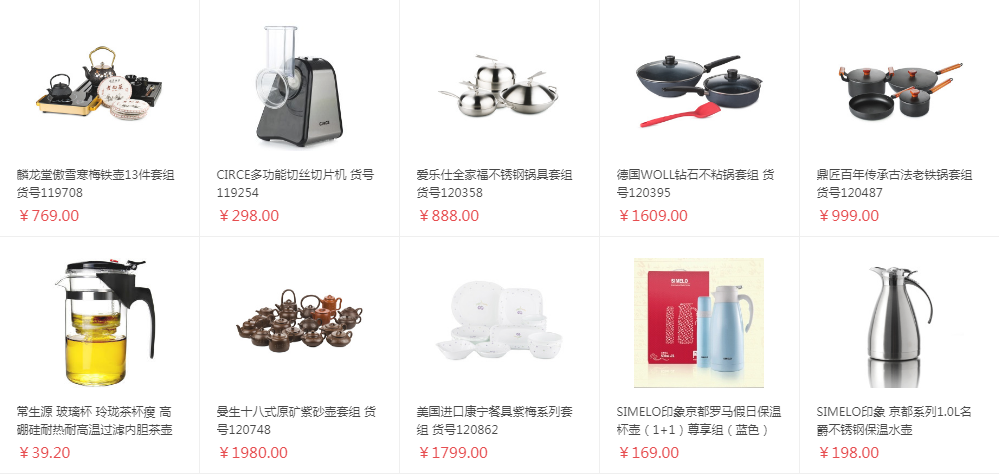 麟龙堂傲雪寒梅铁壶13件套组
货号119708
￥769.00
CIRCE多功能切丝切片机 货号
119254
￥298.00
爱乐仕全家福不锈钢锅具套组
货号120358
￥888.00
德国WOLL钻石不粘锅套组 货
号120395
￥1609.00
鼎匠百年传承古法老铁锅套组
货号120487
￥999.00
SIMELO
常生源 玻璃杯 玲珑茶杯瘦 高
硼硅耐热耐高温过滤内胆茶壶
￥39.20
曼生十八式原矿紫砂壶套组 货
号120748
￥1980.00
美国进口康宁餐具紫梅系列套
组 货号120862
￥1799.00
SIMELO印象京都罗马假日保温
杯壶（1+1）尊享组（蓝色）
￥169.00
SIMELO印象 京都系列1.0L名
爵不锈钢保温水壶
￥198.00